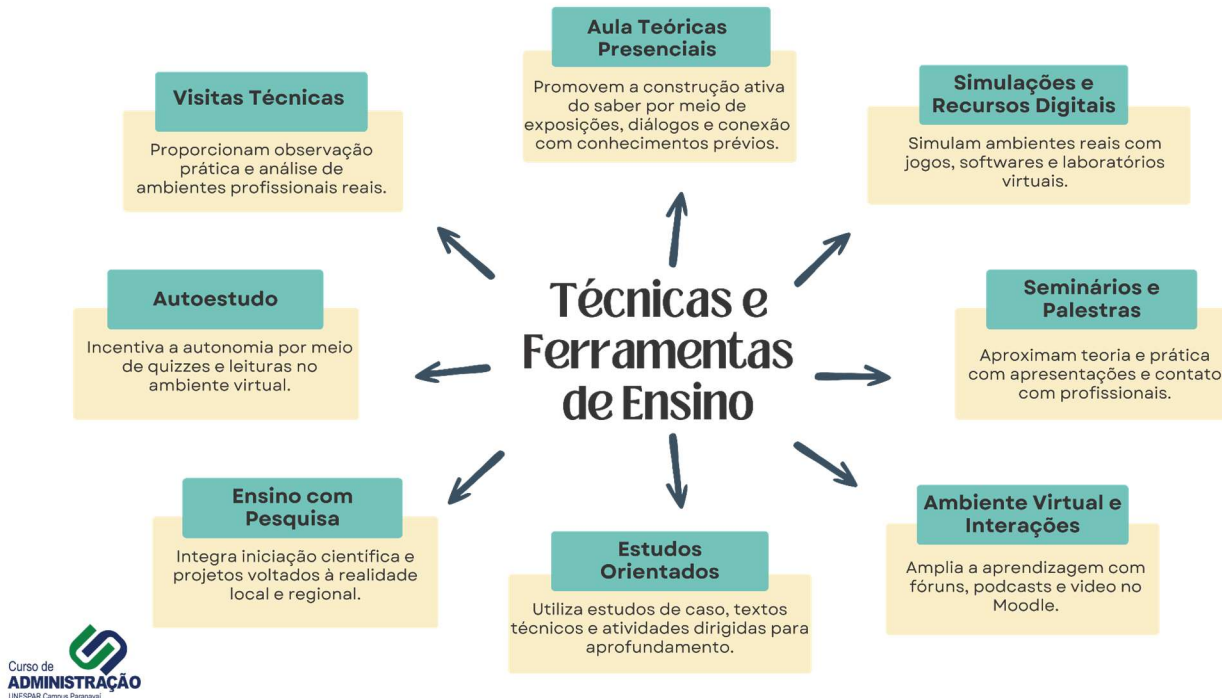 Aula Teóricas
Presenciais
Promovem a construção ativa
do saber por meio de
exposições, diálogos e conexão
com conhecimentos prévios.
Visitas Técnicas
Proporcionam observação
prática e análise de
ambientes profissionais reais.
Simulações e
Recursos Digitais
Simulam ambientes reais com
jogos, softwares e laboratórios
virtuais.
Autoestudo
Incentiva a autonomia por meio
de quizzes e leituras no
ambiente virtual.
Técnicas e
Ferramentas
de Ensino
Seminários e
Palestras
Aproximam teoria e prática
com apresentações e contato
com profissionais.
Ensino com
Pesquisa
Integra iniciação científica e
projetos voltados à realidade
local e regional.
Estudos
Orientados
Utiliza estudos de caso, textos
técnicos e atividades dirigidas para
aprofundamento.
Ambiente Virtual e
Interações
Amplia a aprendizagem com
fóruns, podcasts e video no
Moodle.
Curso de
ADMINISTRAÇÃO
UNESPAR Campus Paranavaí